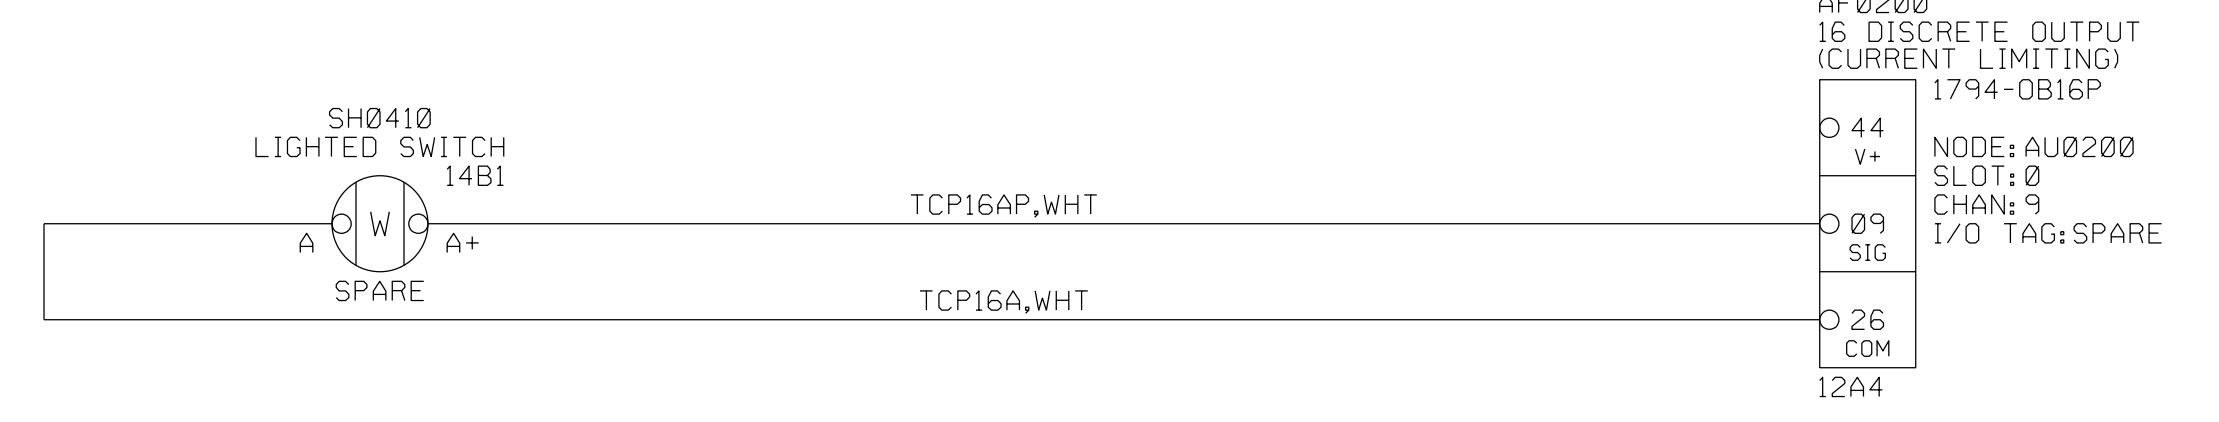 AF0200
16 DISCRETE OUTPUT
(CURRENT LIMITING)
1794-OB16P
SH0410
LIGHTED SWITCH
14B1
44
V+
NODE:AU0200
SLOT:0
CHAN:9
I/O TAG:SPARE
TCP16AP,WHT
A
W
A+
09
SIG
SPARE
TCP16A,WHT
26
COM
12A4